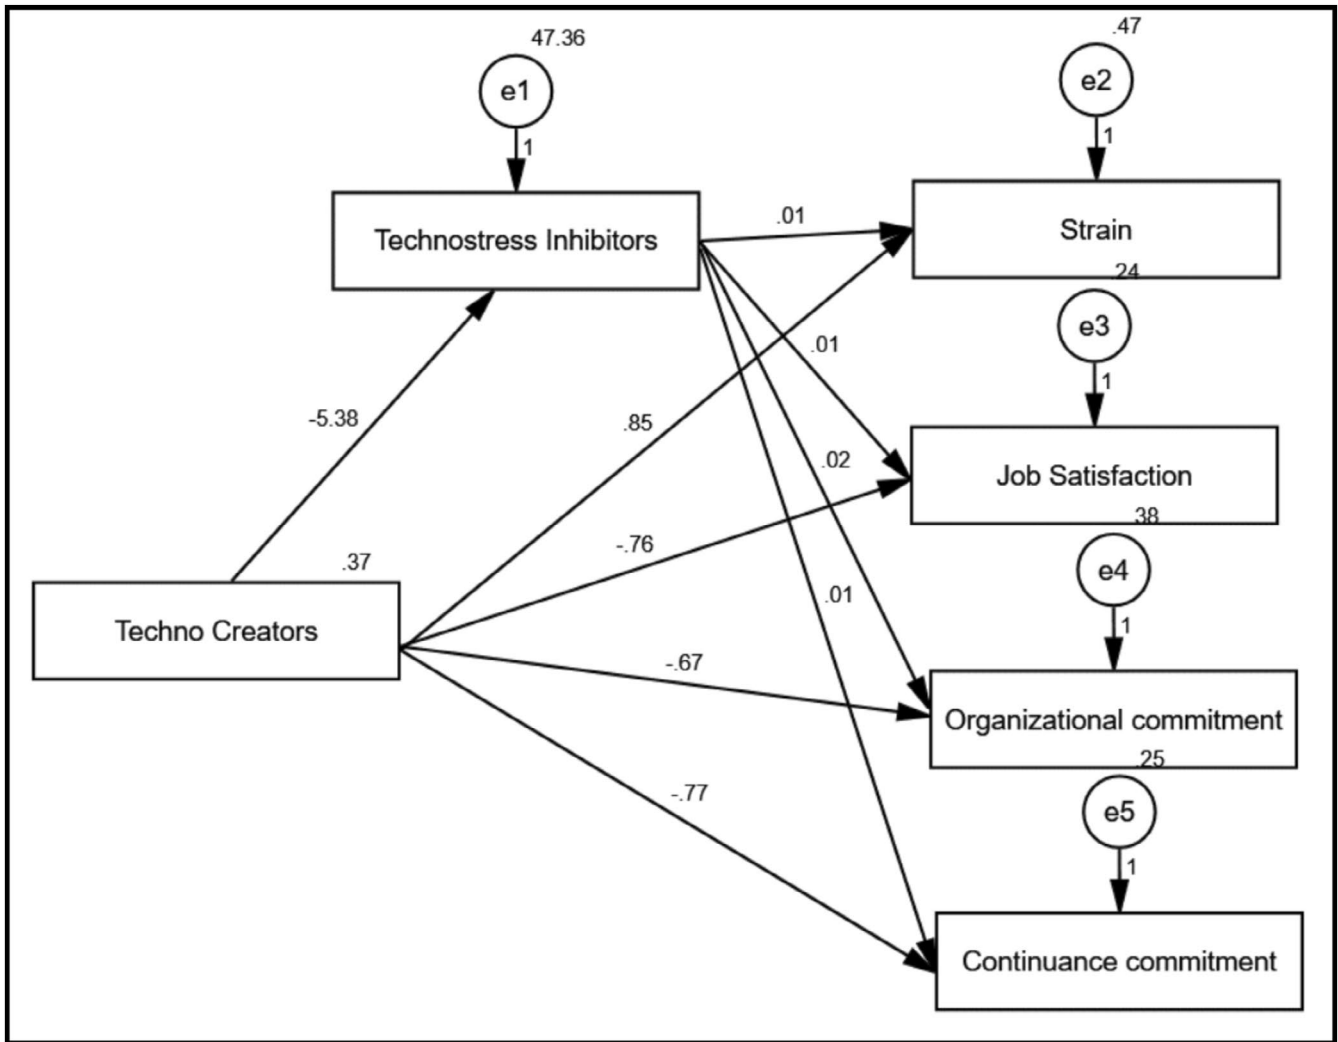 47.36
e1
1
Technostress Inhibitors
.47
e2
1
Strain
.24
e3
1
Job Satisfaction
.38
e4
1
Organizational commitment
.25
e5
1
Continuance commitment
.37
Techno Creators
-5.38
.01
.01
.02
.01
.85
-.76
-.67
-.77